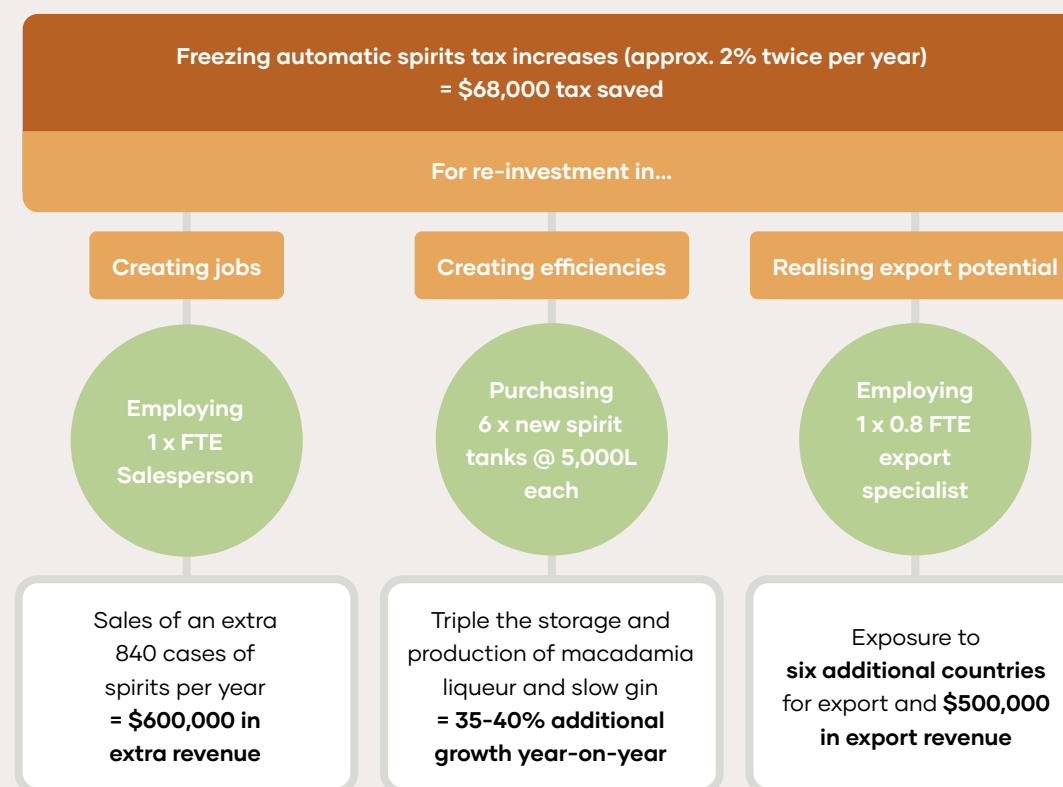 Freezing automatic spirits tax increases (approx. 2% twice per year)
= $68,000 tax saved
For re-investment in...
Creating jobs
Employing
1 x FTE
Salesperson
Sales of an extra
840 cases of
spirits per year
= $600,000 in
extra revenue
Creating efficiencies
Purchasing
6 x new spirit
tanks @ 5,000L
each
Triple the storage and
production of macadamia
liqueur and slow gin
= 35-40% additional
growth year-on-year
Realising export potential
Employing
1 x 0.8 FTE
export
specialist
Exposure to
six additional countries
for export and $500,000
in export revenue